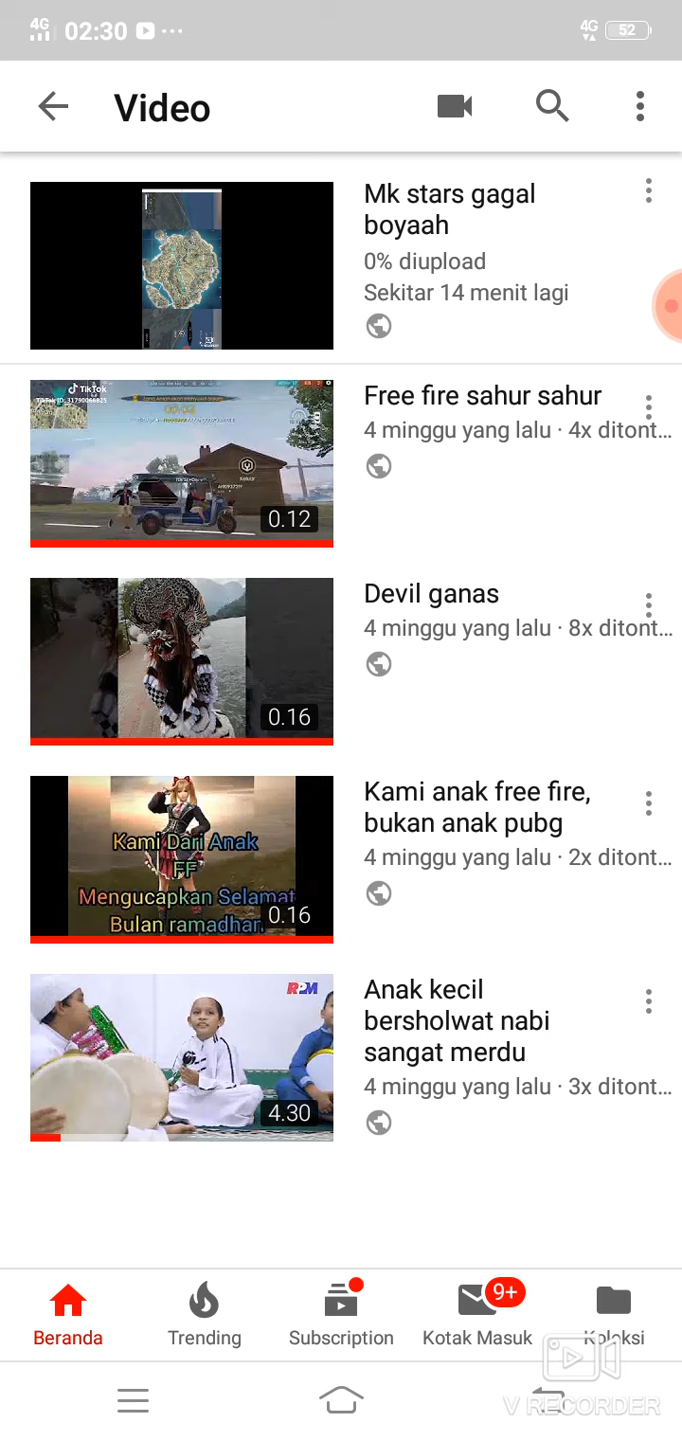 4G 02:30 4G 52
Video
Mk stars gagal
boyaah
0% diupload
Sekitar 14 menit lagi
TikTok
Free fire sahur sahur
4 minggu yang lalu · 4x ditont...
0.12
Devil ganas
4 minggu yang lalu · 8x ditont...
0.16
Kami Dari Anak
FF
Mengucapkan Selamat
Bulan ramadhan
0.16
Kami anak free fire,
bukan anak pubg
4 minggu yang lalu · 2x ditont...
RPM
4.30
Anak kecil
bersholwat nabi
sangat merdu
4 minggu yang lalu · 3x ditont...
9+
Beranda Trending Subscription Kotak Masuk Koleksi
V RECORDER